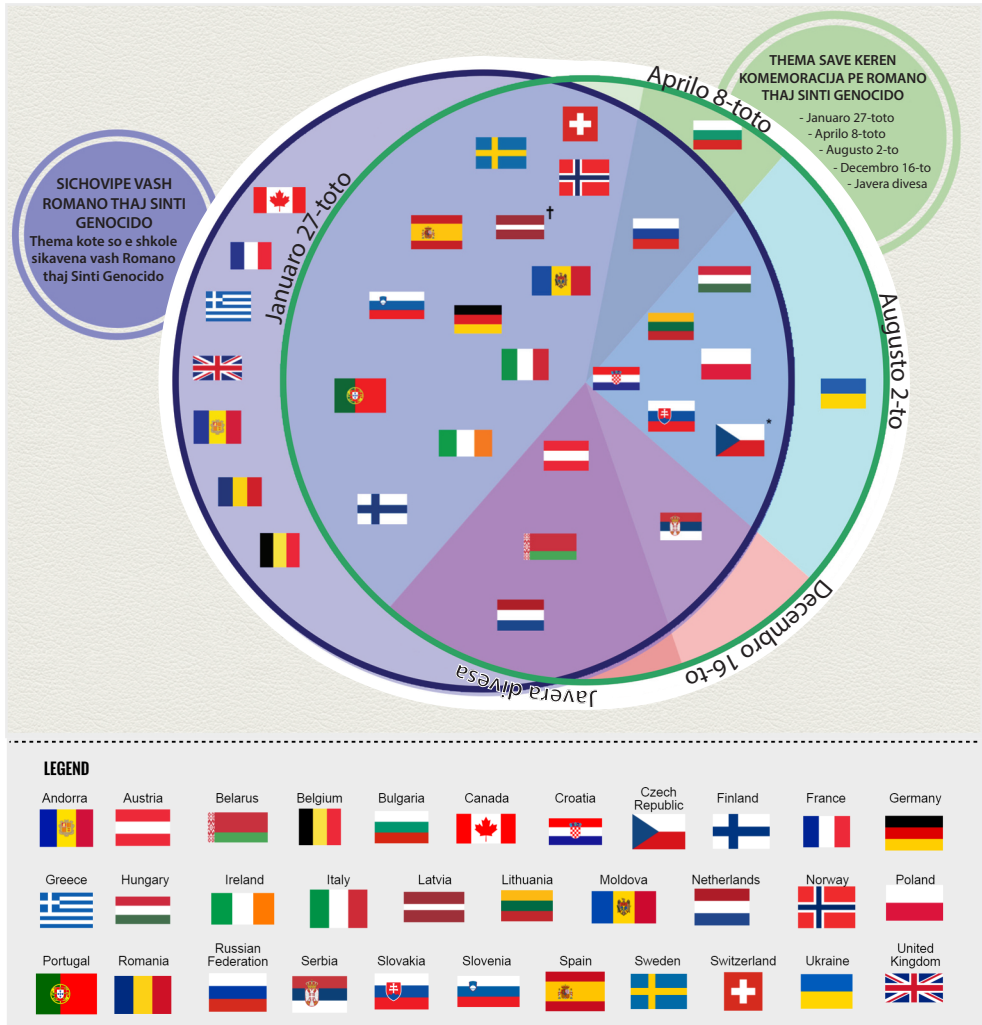 THEMA SAVE KEREN
KOMEMORACIJA PE ROMANO
THAJ SINTI GENOCIDO
- Januaro 27-toto
- Aprilo 8-toto
- Augusto 2-to
- Decembro 16-to
- Javera divesa
SICHOVIPE VASH
ROMANO THAJ SINTI
GENOCIDO
Thema kote so e shkole
sikavena vash Romano
thaj Sinti Genocido
Januaro 27-toto
Aprilo 8-toto
Augusto 2-to
Decembro 16-to
Javera divesa
†
*
LEGEND
Andorra
Austria
Belarus
Belgium
Bulgaria
Canada
Croatia
Czech
Republic
Finland
France
Germany
Greece
Hungary
Ireland
Italy
Latvia
Lithuania
Moldova
Netherlands
Norway
Poland
Portugal
Romania
Russian
Federation
Serbia
Slovakia
Slovenia
Spain
Sweden
Switzerland
Ukraine
United
Kingdom